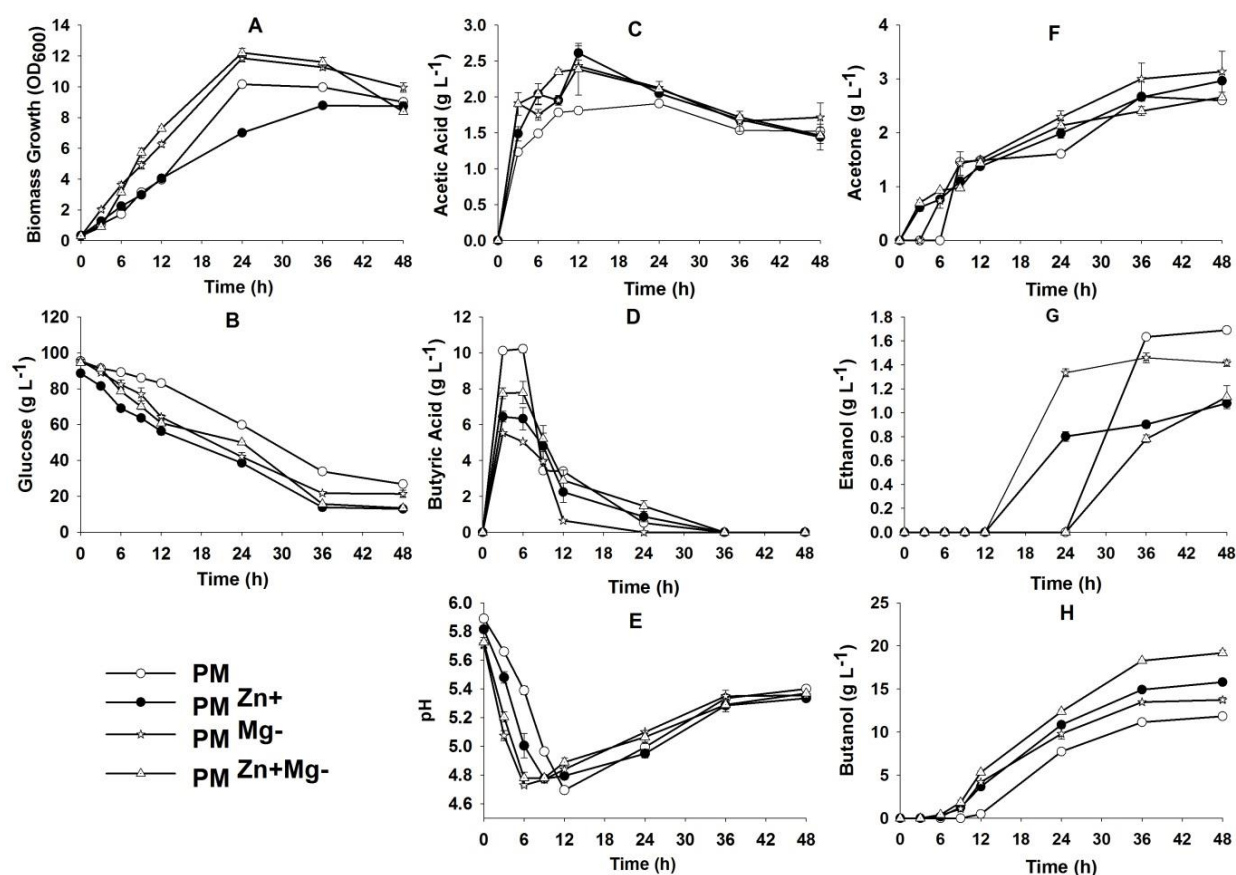 A
Biomass Growth (OD600)
14
12
10
8
6
4
2
0
0 6 12 18 24 30 36 42 48
Time (h)
C
Acetic Acid (g L-1)
3.0
2.5
2.0
1.5
1.0
0.5
0.0
0 6 12 18 24 30 36 42 48
Time (h)
F
Acetone (g L-1)
4
3
2
1
0
0 6 12 18 24 30 36 42 48
Time (h)
B
Glucose (g L-1)
120
100
80
60
40
20
0
0 6 12 18 24 30 36 42 48
Time (h)
D
Butyric Acid (g L-1)
12
10
8
6
4
2
0
0 6 12 18 24 30 36 42 48
Time (h)
G
Ethanol (g L-1)
1.8
1.6
1.4
1.2
1.0
0.8
0.6
0.4
0.2
0.0
0 6 12 18 24 30 36 42 48
Time (h)
PM
PM Zn+
PM Mg-
PM Zn+Mg-
E
pH
6.0
5.8
5.6
5.4
5.2
5.0
4.8
4.6
0 6 12 18 24 30 36 42 48
Time (h)
H
Butanol (g L-1)
25
20
15
10
5
0
0 6 12 18 24 30 36 42 48
Time (h)